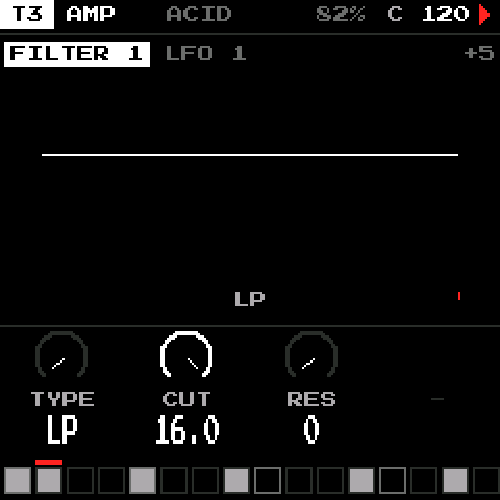 T3 AMP ACID 82% C 120
FILTER 1 LFO 1 +5
LP
TYPE CUT RES –
LP 16.0 0